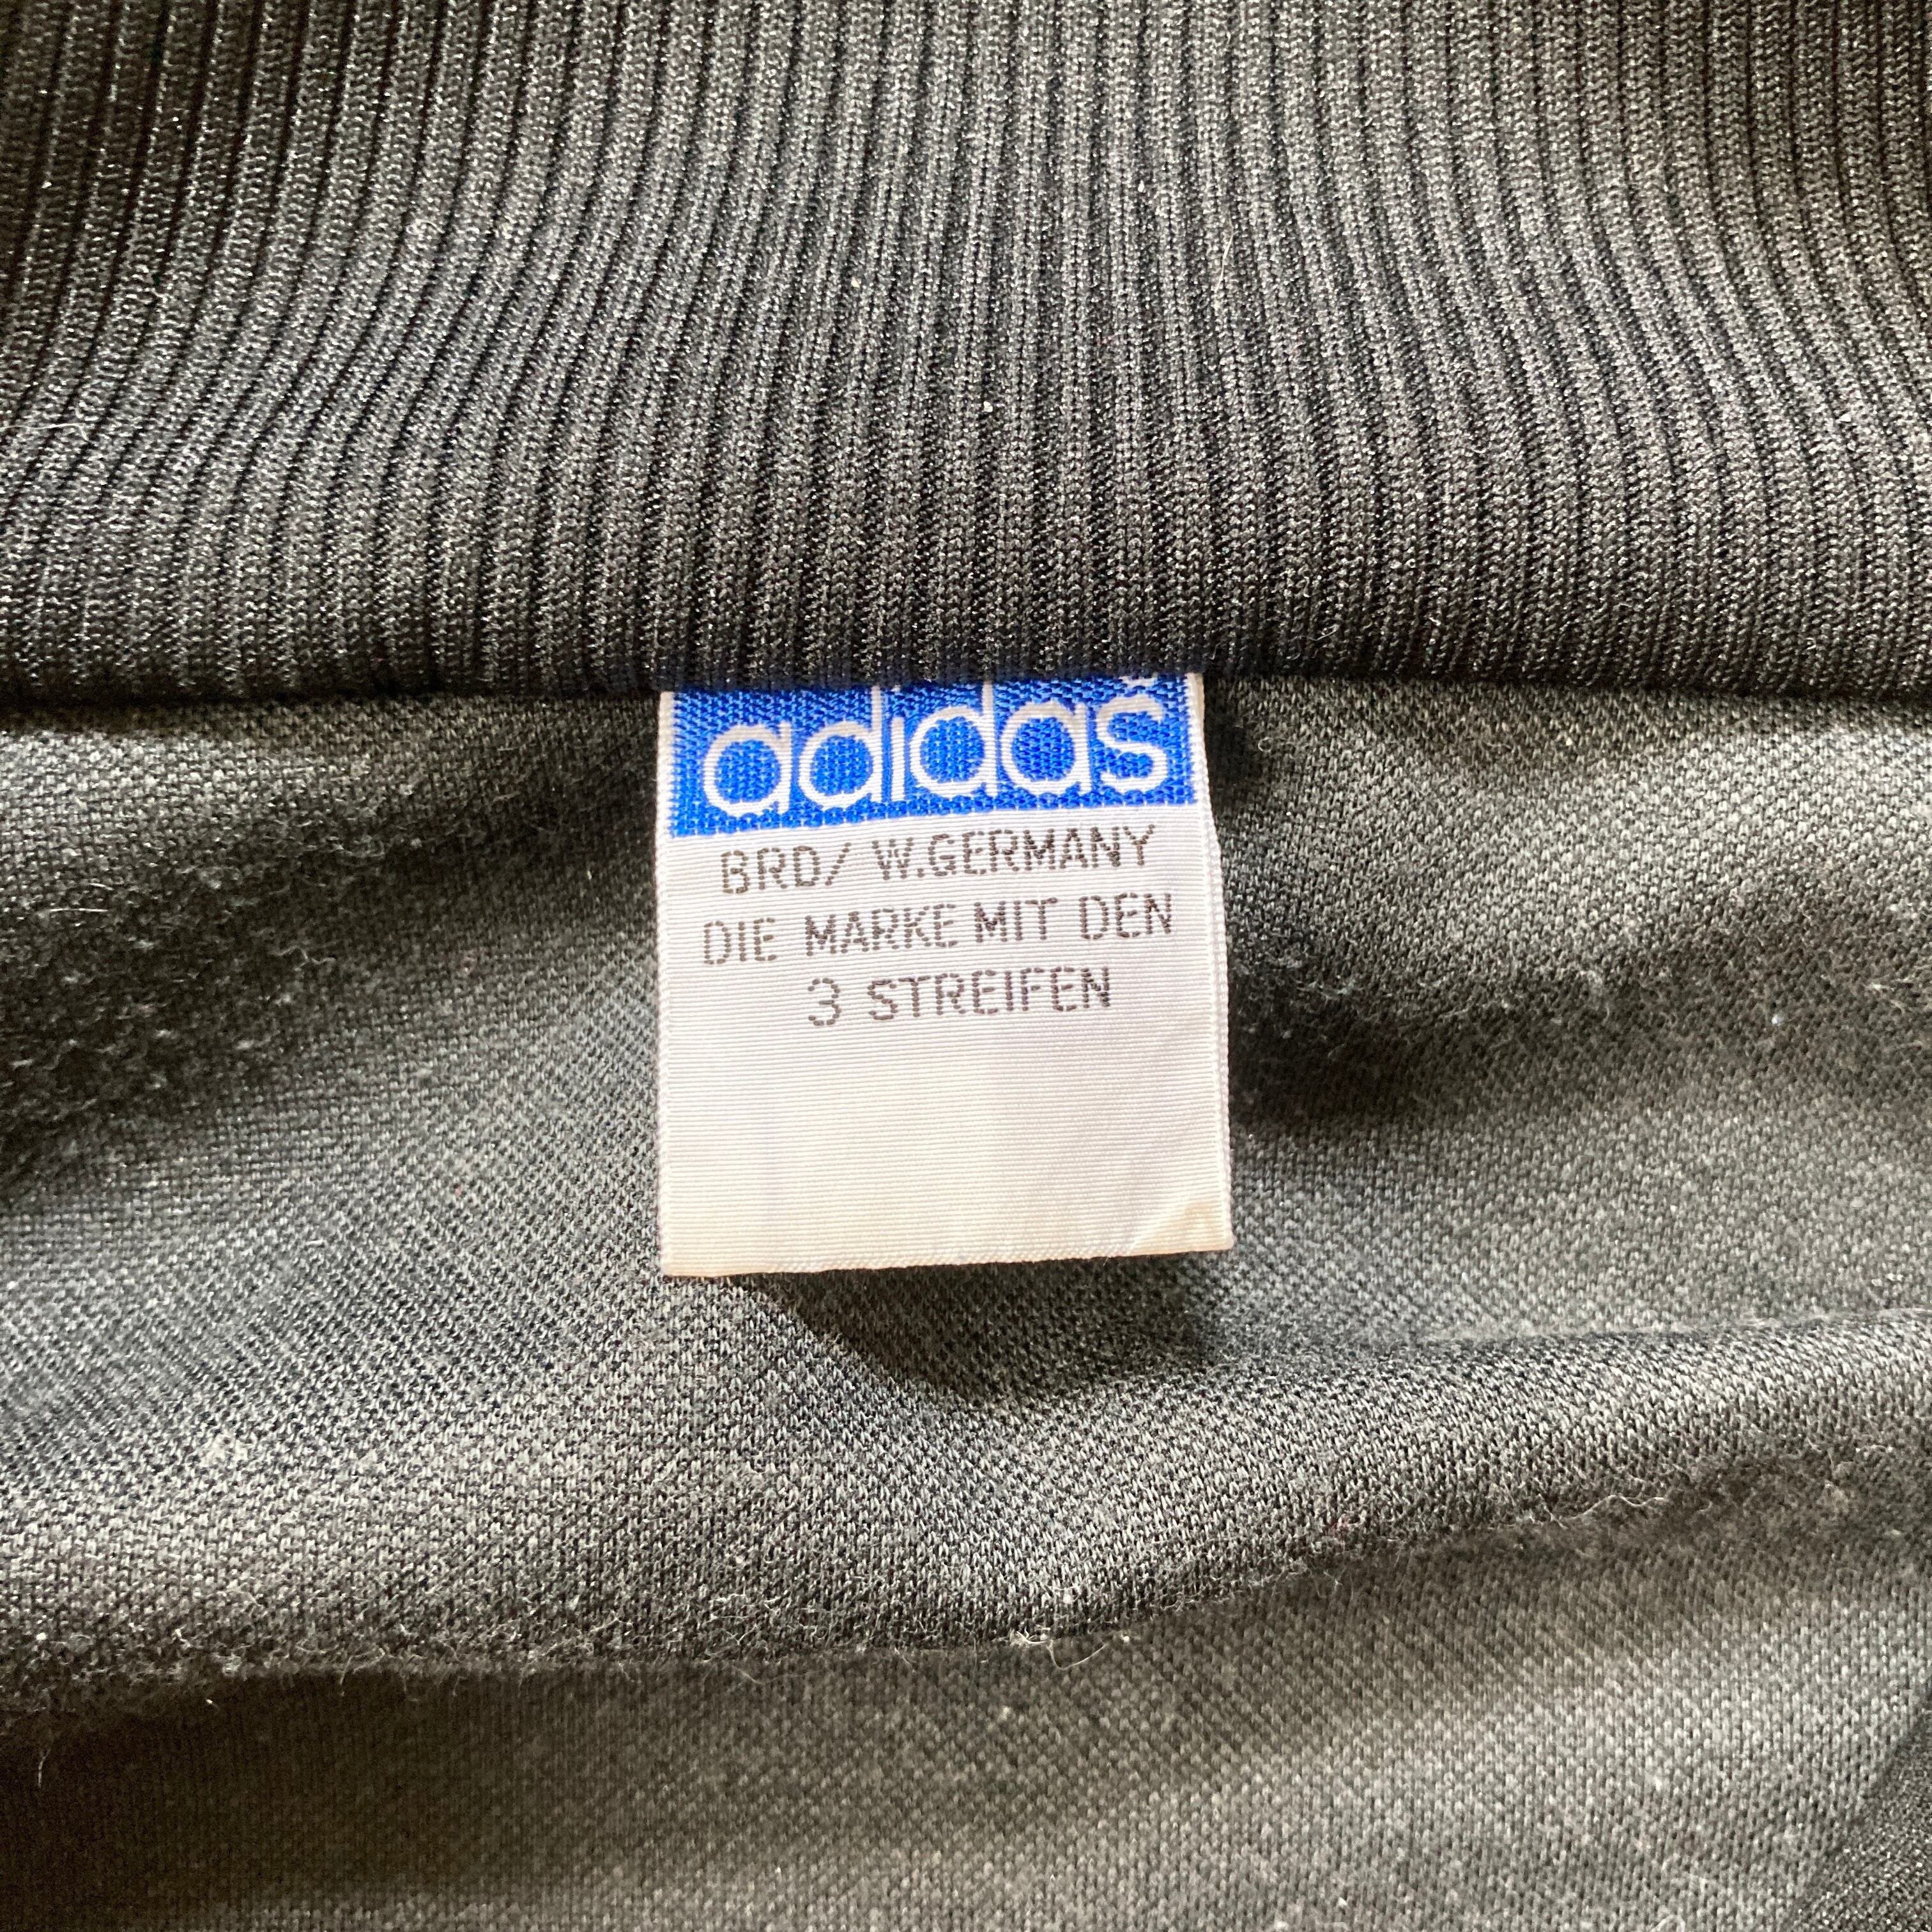 adidas
BRD/ W.GERMANY
DIE MARKE MIT DEN
3 STREIFEN